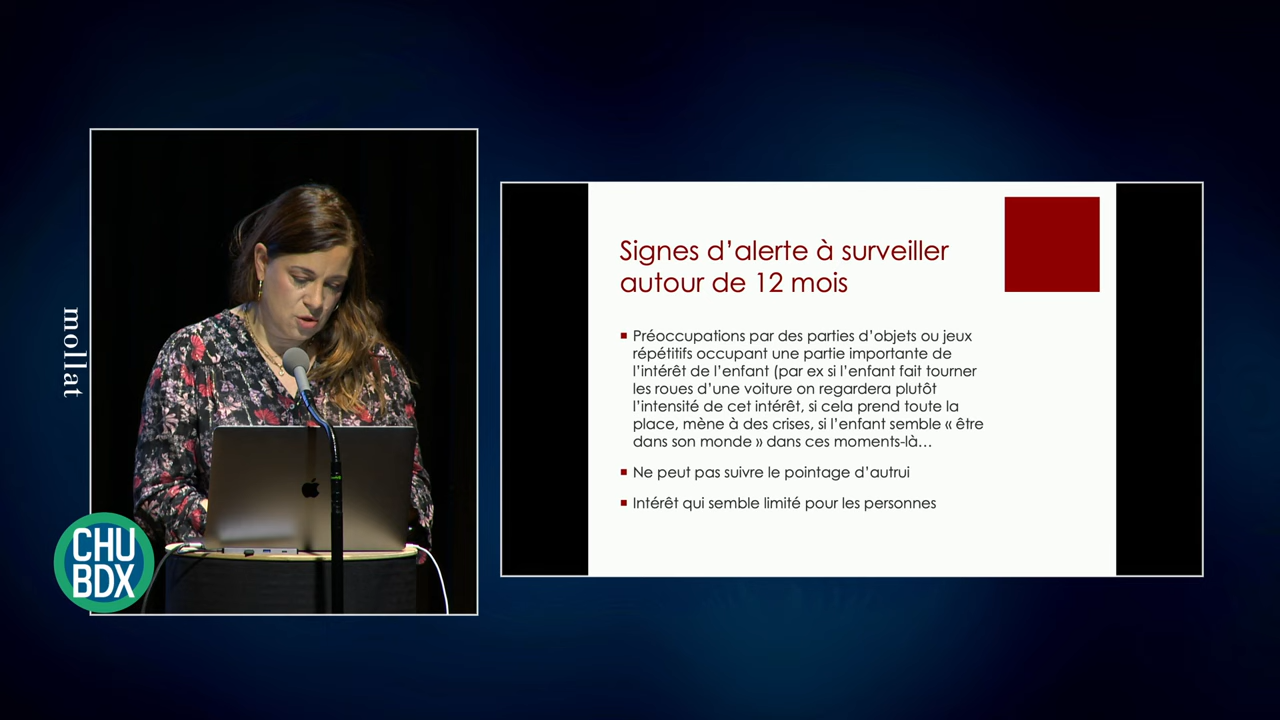 mollat
CHU
BDX
Signes d’alerte à surveiller
autour de 12 mois
▪ Préoccupations par des parties d’objets ou jeux
répétitifs occupant une partie importante de
l’intérêt de l’enfant (par ex si l’enfant fait tourner
les roues d’une voiture on regardera plutôt
l’intensité de cet intérêt, si cela prend toute la
place, mène à des crises, si l’enfant semble « être
dans son monde » dans ces moments-là…
▪ Ne peut pas suivre le pointage d’autrui
▪ Intérêt qui semble limité pour les personnes